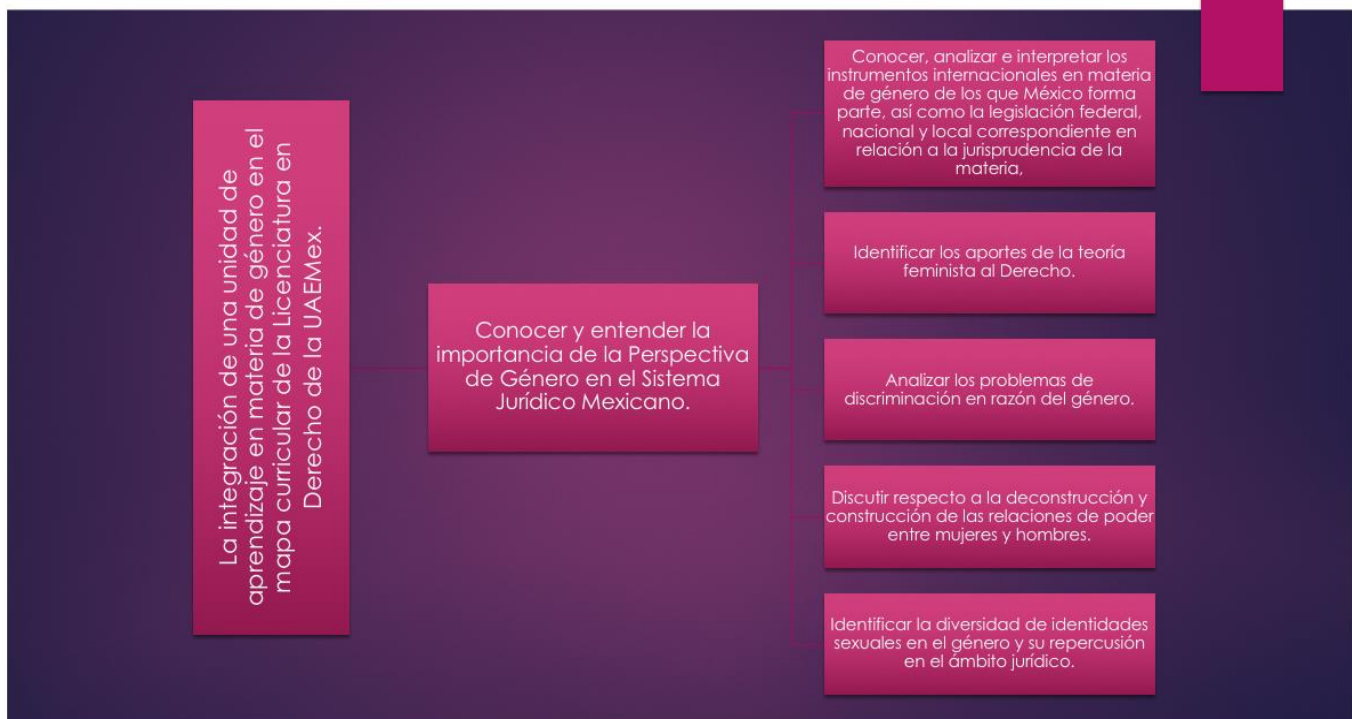 La integración de una unidad de
aprendizaje en materia de género en el
mapa curricular de la Licenciatura en
Derecho de la UAEMex.
Conocer y entender la
importancia de la Perspectiva
de Género en el Sistema
Jurídico Mexicano.
Conocer, analizar e interpretar los
instrumentos internacionales en materia
de género de los que México forma
parte, así como la legislación federal,
nacional y local correspondiente en
relación a la jurisprudencia de la
materia,
Identificar los aportes de la teoría
feminista al Derecho.
Analizar los problemas de
discriminación en razón del género.
Discutir respecto a la deconstrucción y
construcción de las relaciones de poder
entre mujeres y hombres.
Identificar la diversidad de identidades
sexuales en el género y su repercusión
en el ámbito jurídico.